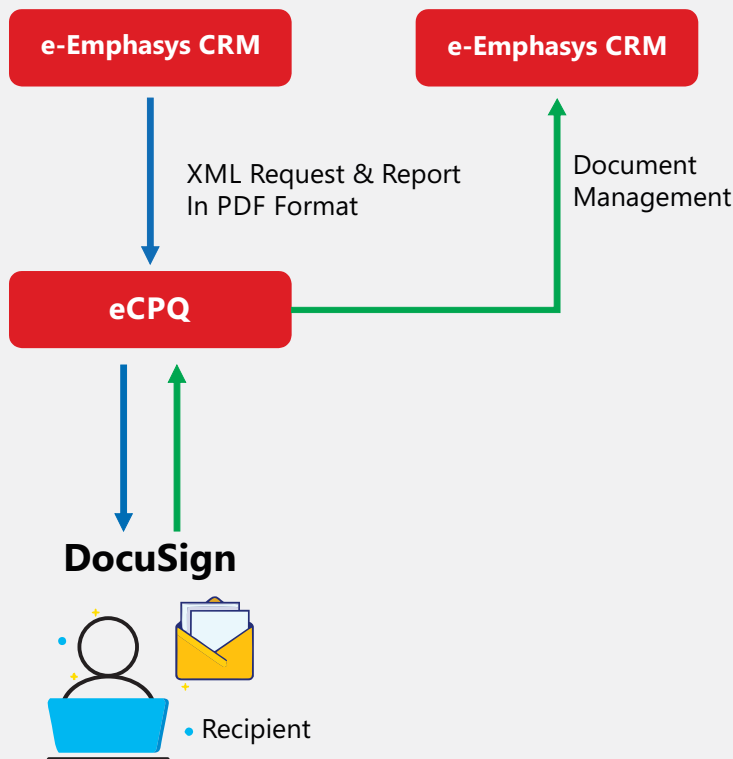 e-Emphasys CRM
e-Emphasys CRM
XML Request & Report
In PDF Format
Document
Management
eCPQ
DocuSign
Recipient